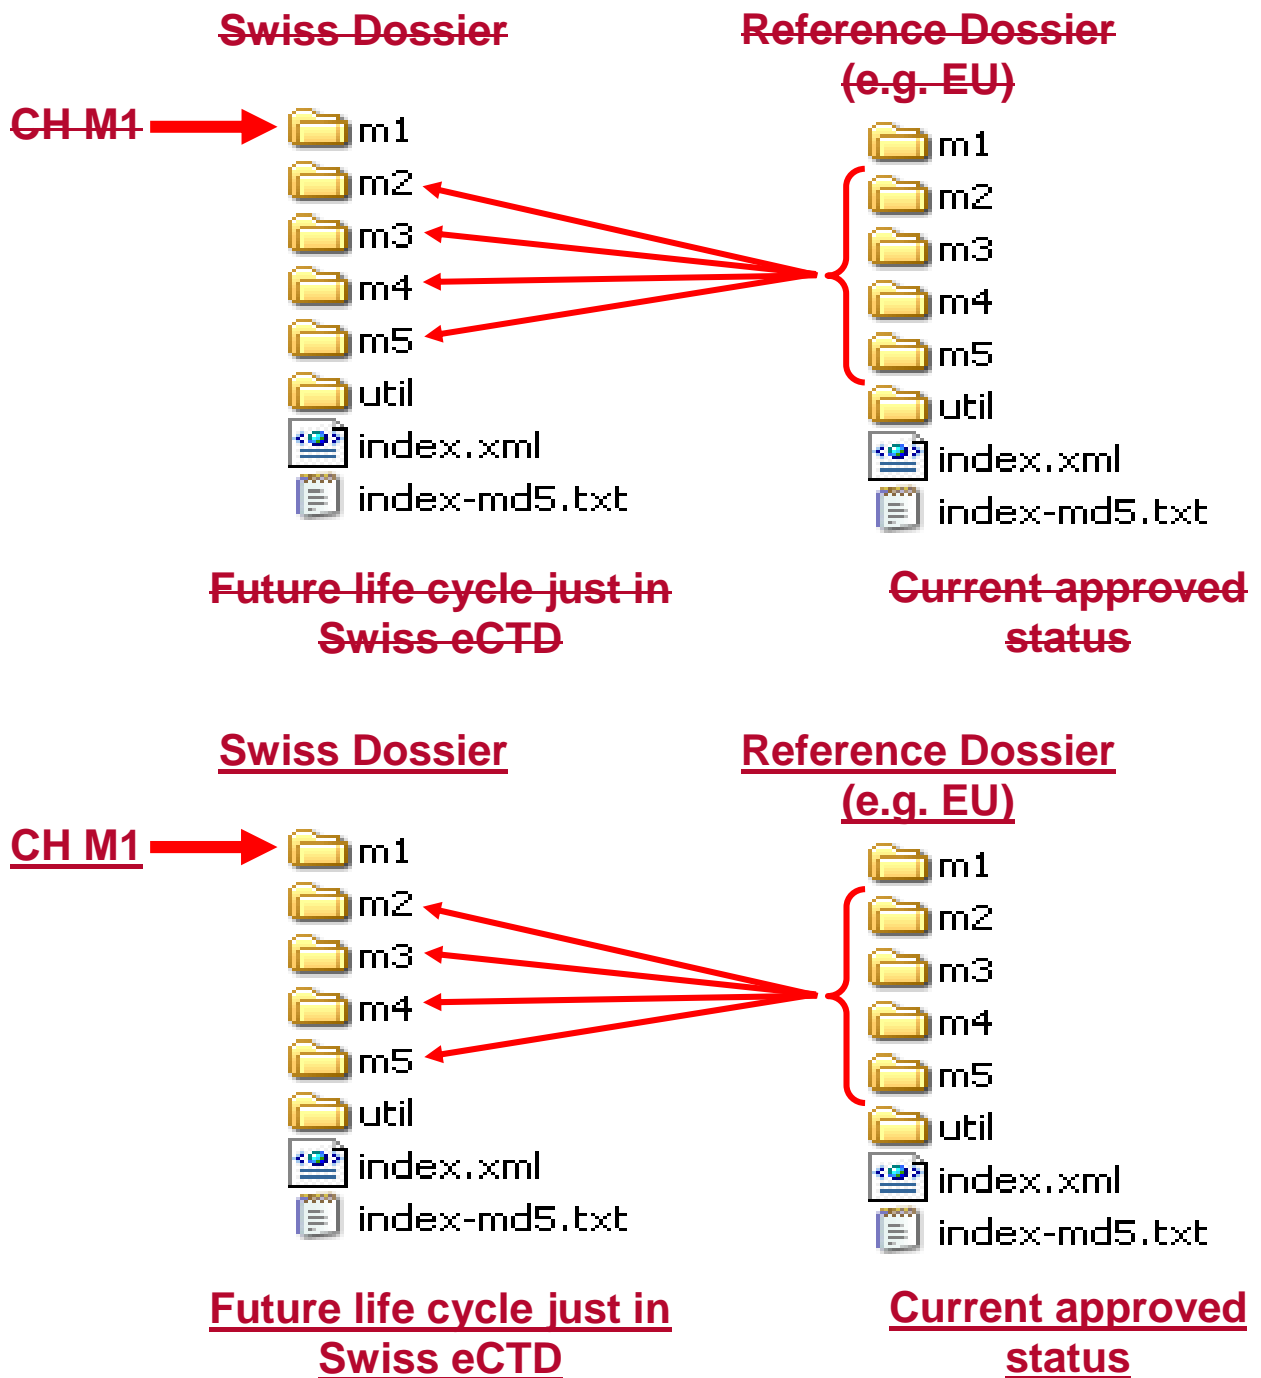 Swiss Dossier
Reference Dossier
(e.g. EU)
CH M1
m1
m2
m3
m4
m5
util
index.xml
index-md5.txt
m1
m2
m3
m4
m5
util
index.xml
index-md5.txt
Future life cycle just in
Swiss eCTD
Current approved
status
Swiss Dossier
Reference Dossier
(e.g. EU)
CH M1
m1
m2
m3
m4
m5
util
index.xml
index-md5.txt
m1
m2
m3
m4
m5
util
index.xml
index-md5.txt
Future life cycle just in
Swiss eCTD
Current approved
status